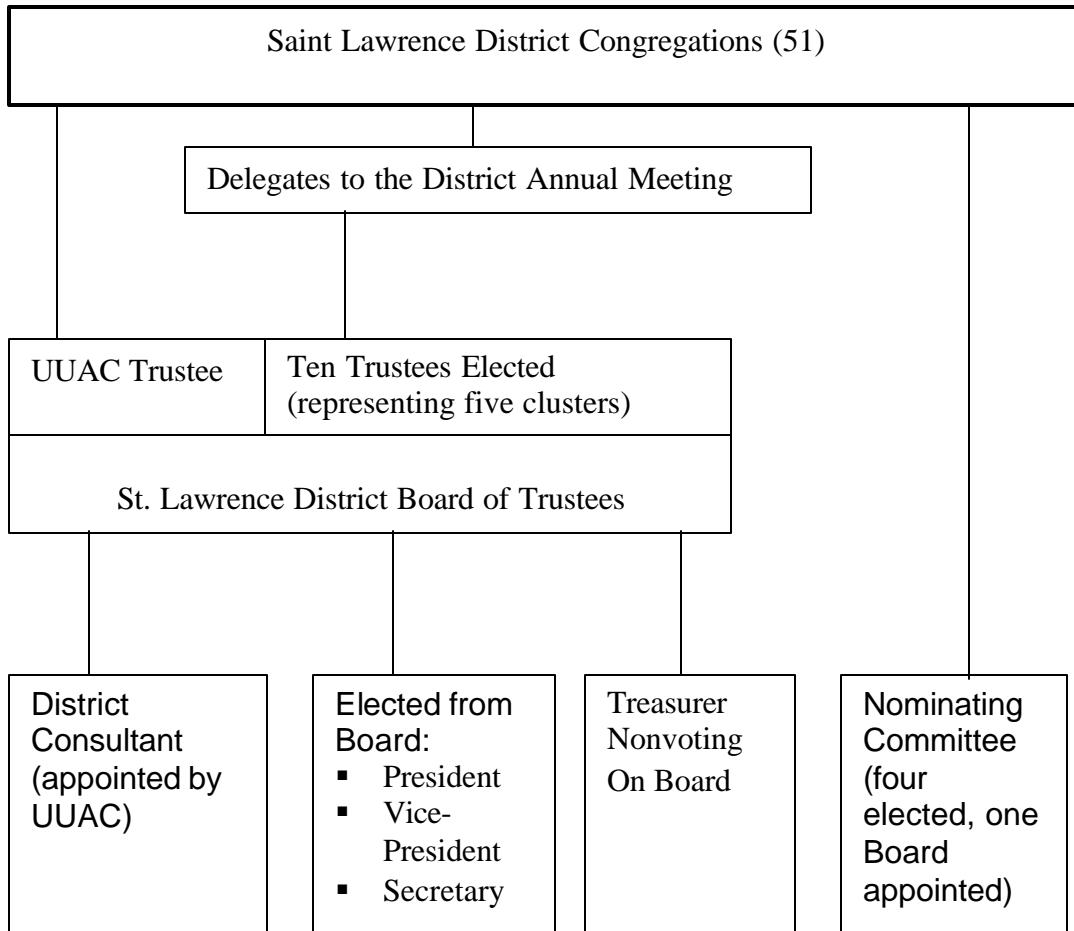 Saint Lawrence District Congregations (51)
Delegates to the District Annual Meeting
UUAC Trustee
Ten Trustees Elected
(representing five clusters)
St. Lawrence District Board of Trustees
District
Consultant
(appointed by
UUAC)
Elected from
Board:
▪ President
▪ Vice-
President
▪ Secretary
Treasurer
Nonvoting
On Board
Nominating
Committee
(four
elected, one
Board
appointed)